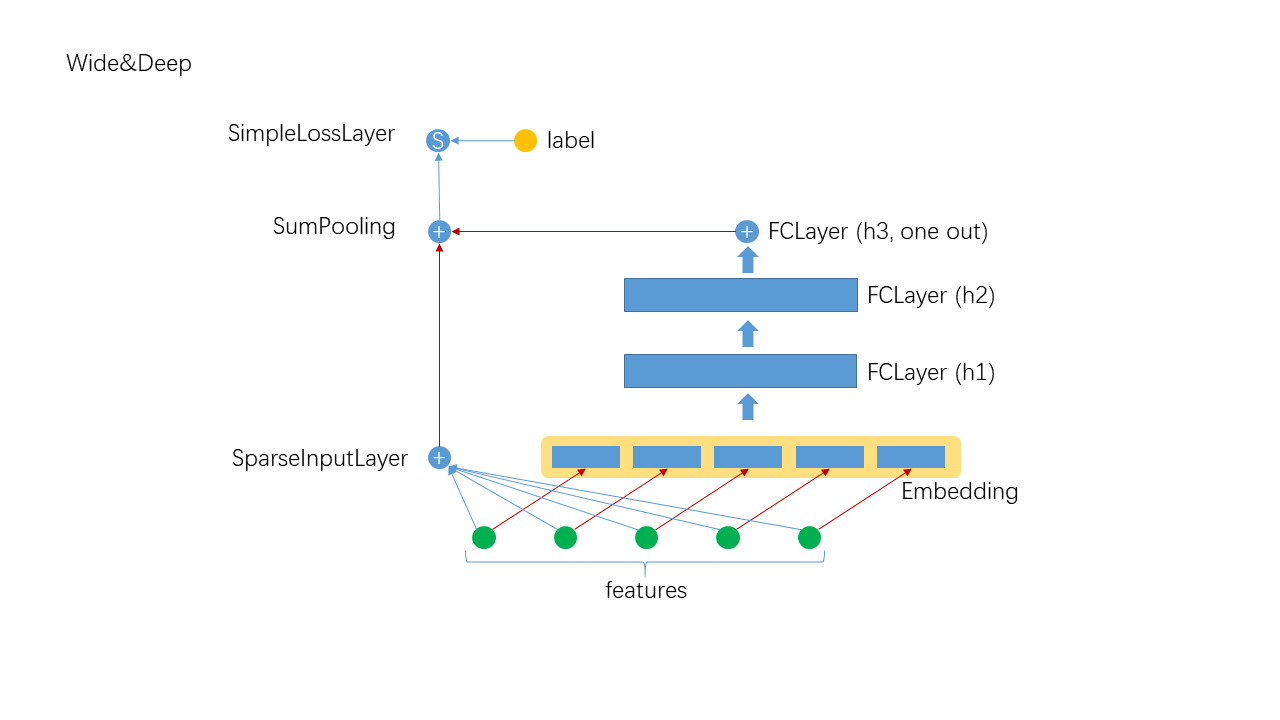 Wide&Deep
SimpleLossLayer
S
label
SumPooling
+
+
FCLayer (h3, one out)
FCLayer (h2)
FCLayer (h1)
SparseInputLayer
+
Embedding
features